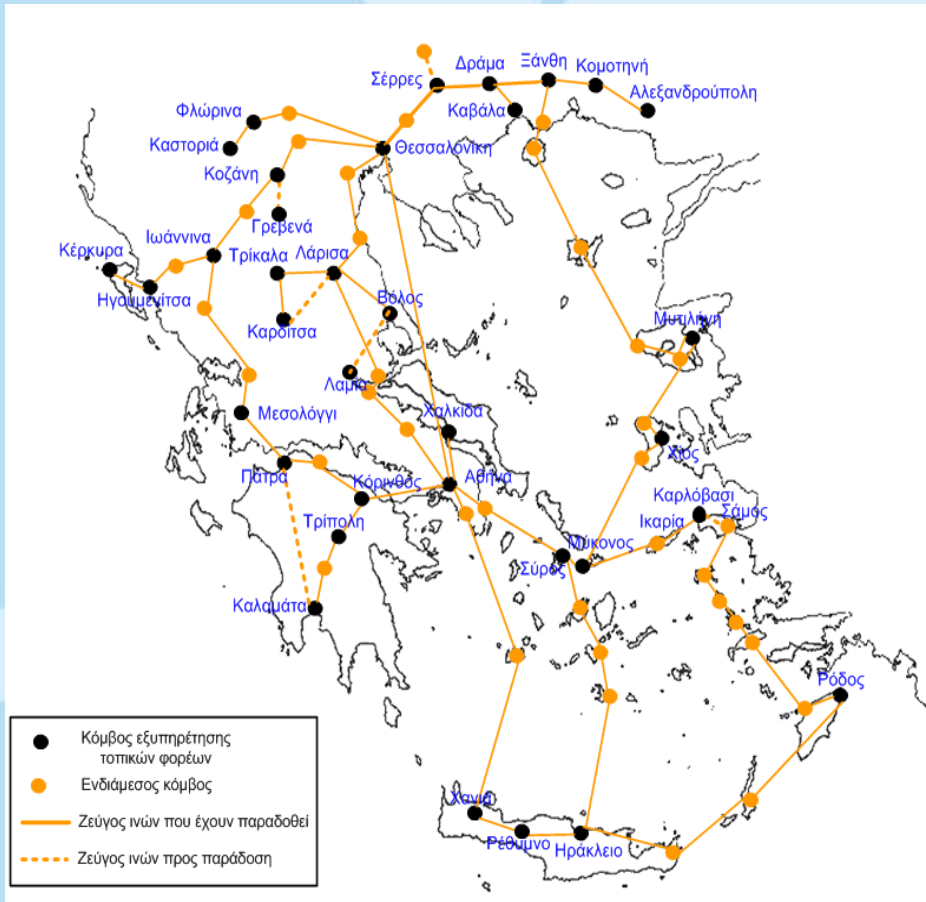 Ξάνθη
Δράμα
Κομοτηνή
Σέρρες
Αλεξανδρούπολη
Καβάλα
Φλώρινα
Καστοριά
Θεσσαλονίκη
Κοζάνη
Γρεβενά
Ιωάννινα
Κέρκυρα
Τρίκαλα
Λάρισα
Ηγουμενίτσα
Βόλος
Καρδίτσα
Μυτιλήνη
Λαμία
Μεσολόγγι
Χαλκίδα
Χίος
Πάτρα
Κόρινθος
Αθήνα
Καρλόβασι
Σάμος
Τρίπολη
Ικαρία
Μύκονος
Σύρος
Καλαμάτα
Ρόδος
Χανιά
Ρέθυμνο
Ηράκλειο
Κόμβος εξυπηρέτησης
τοπικών φορέων
Ενδιάμεσος κόμβος
Ζεύγος ινών που έχουν παραδοθεί
Ζεύγος ινών προς παράδοση